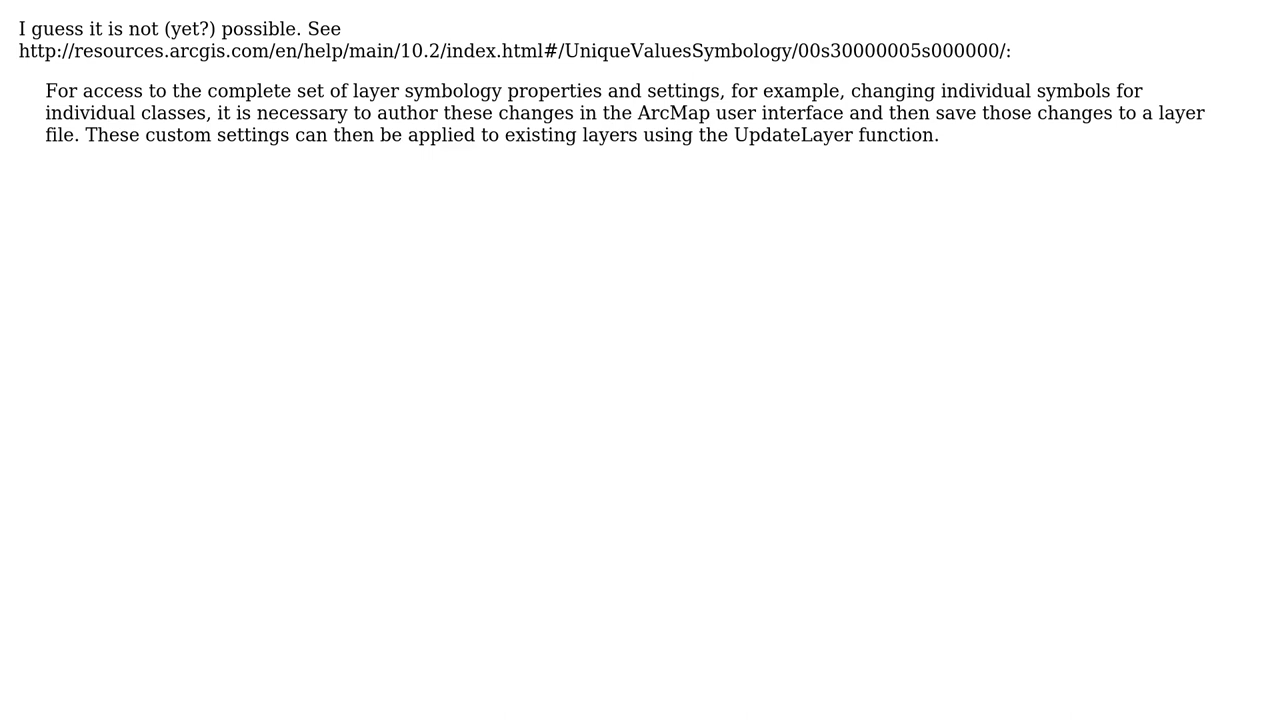 I guess it is not (yet?) possible. See
http://resources.arcgis.com/en/help/main/10.2/index.html#/UniqueValuesSymbology/00s30000005s000000/:
For access to the complete set of layer symbology properties and settings, for example, changing individual symbols for
individual classes, it is necessary to author these changes in the ArcMap user interface and then save those changes to a layer
file. These custom settings can then be applied to existing layers using the UpdateLayer function.